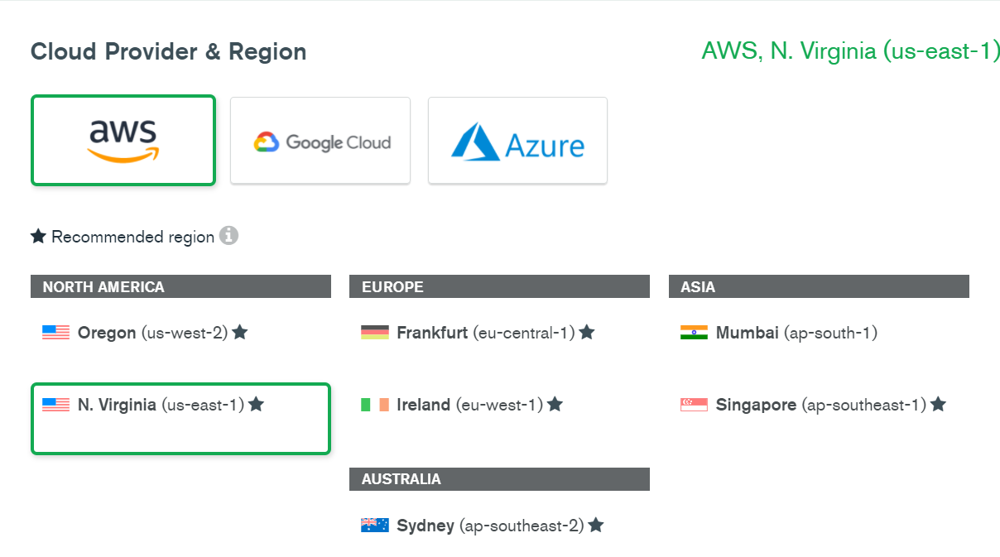 Cloud Provider & Region
AWS, N. Virginia (us-east-1)
aws
Google Cloud
Azure
Recommended region
NORTH AMERICA
Oregon (us-west-2)
N. Virginia (us-east-1)
EUROPE
Frankfurt (eu-central-1)
Ireland (eu-west-1)
AUSTRALIA
Sydney (ap-southeast-2)
ASIA
Mumbai (ap-south-1)
Singapore (ap-southeast-1)